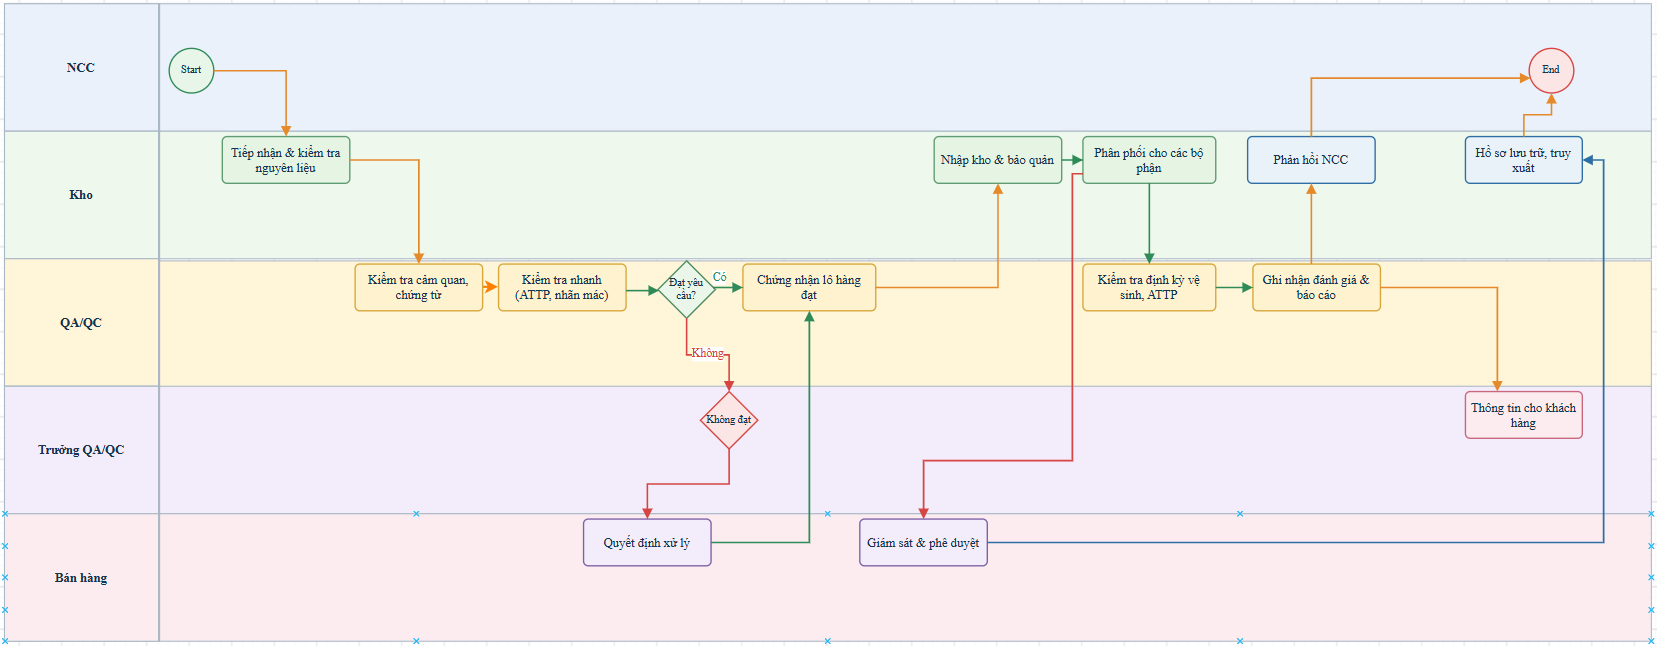 NCC
Start
End
Kho
Tiếp nhận & kiểm tra
nguyên liệu
Nhập kho & bảo quản
Phân phối cho các bộ
phận
Phản hồi NCC
Hồ sơ lưu trữ, truy
xuất
QA/QC
Kiểm tra cảm quan,
chứng từ
Kiểm tra nhanh
(ATTP, nhãn mác)
Đạt yêu
cầu?
Có
Chứng nhận lô hàng
đạt
Kiểm tra định kỳ vệ
sinh, ATTP
Ghi nhận đánh giá &
báo cáo
Không
Trưởng QA/QC
Không đạt
Thông tin cho khách
hàng
Bán hàng
Quyết định xử lý
Giám sát & phê duyệt